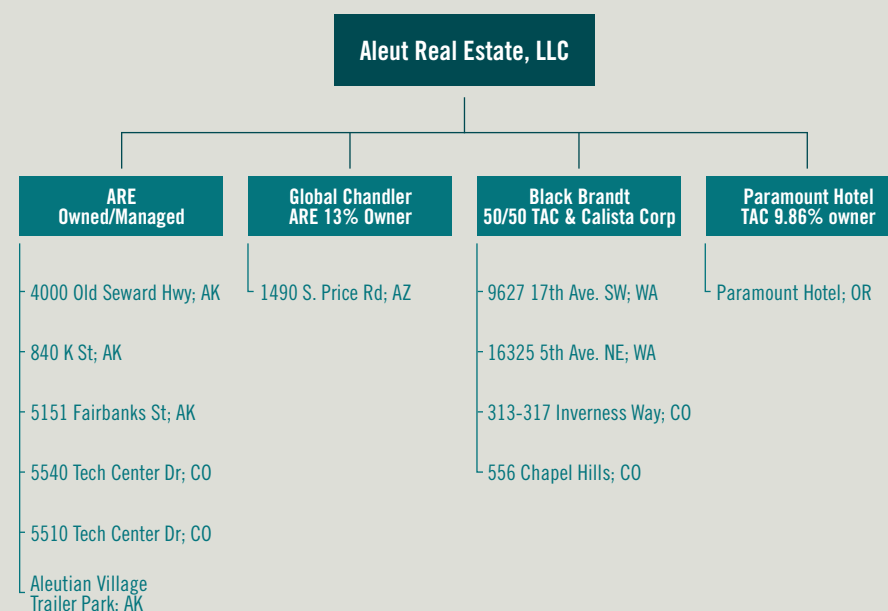 Aleut Real Estate, LLC
ARE
Owned/Managed
4000 Old Seward Hwy; AK
840 K St; AK
5151 Fairbanks St; AK
5540 Tech Center Dr; CO
5510 Tech Center Dr; CO
Aleutian Village
Trailer Park; AK
Global Chandler
ARE 13% Owner
1490 S. Price Rd; AZ
Black Brandt
50/50 TAC & Calista Corp
9627 17th Ave. SW; WA
16325 5th Ave. NE; WA
313-317 Inverness Way; CO
556 Chapel Hills; CO
Paramount Hotel
TAC 9.86% owner
Paramount Hotel; OR